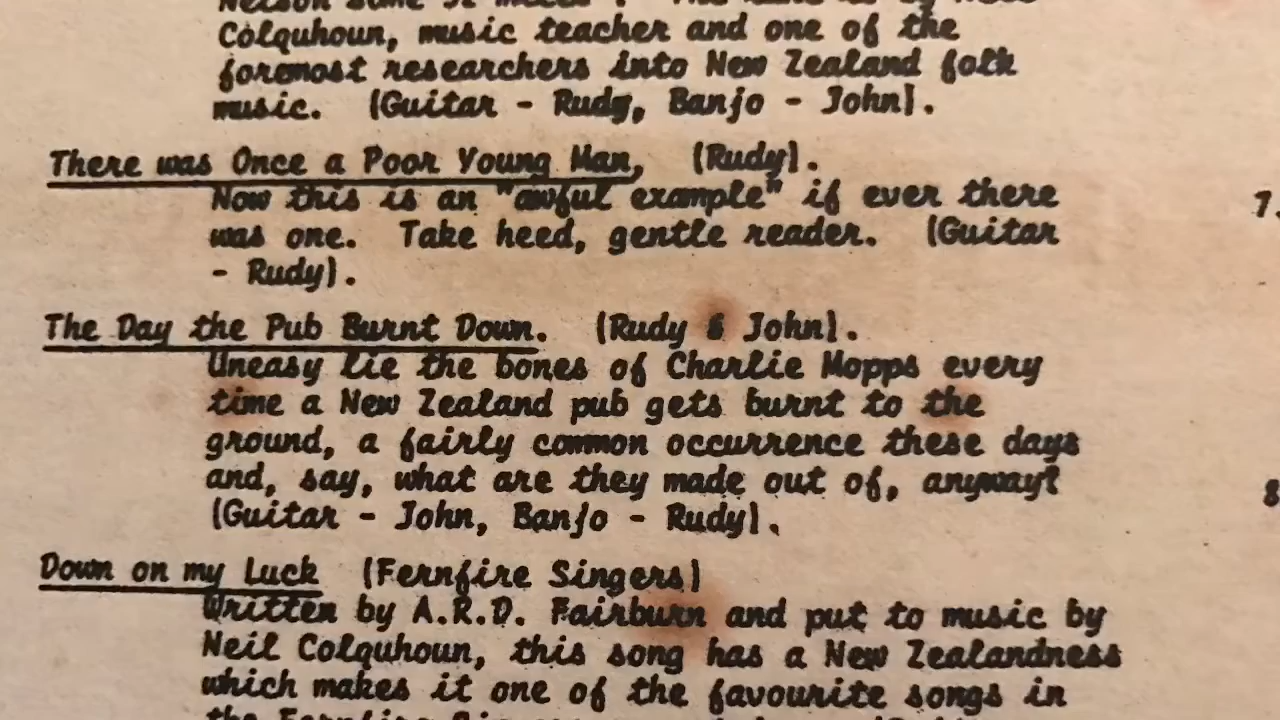 Colquhoun, music teacher and one of the
foremost researchers into New Zealand folk
music. (Guitar - Rudy, Banjo - John).
There was Once a Poor Young Man, (Rudy).
Now this is an "awful example" if ever there
was one. Take heed, gentle reader. (Guitar
- Rudy).
7.
The Day the Pub Burnt Down. (Rudy & John).
Uneasy lie the bones of Charlie Mopps every
time a New Zealand pub gets burnt to the
ground, a fairly common occurrence these days
and, say, what are they made out of, anyway?
(Guitar - John, Banjo - Rudy).
8
Down on my Luck (Fernfire Singers)
Written by A.R.D. Fairburn and put to music by
Neil Colquhoun, this song has a New Zealandness
which makes it one of the favourite songs in
the Fernfire